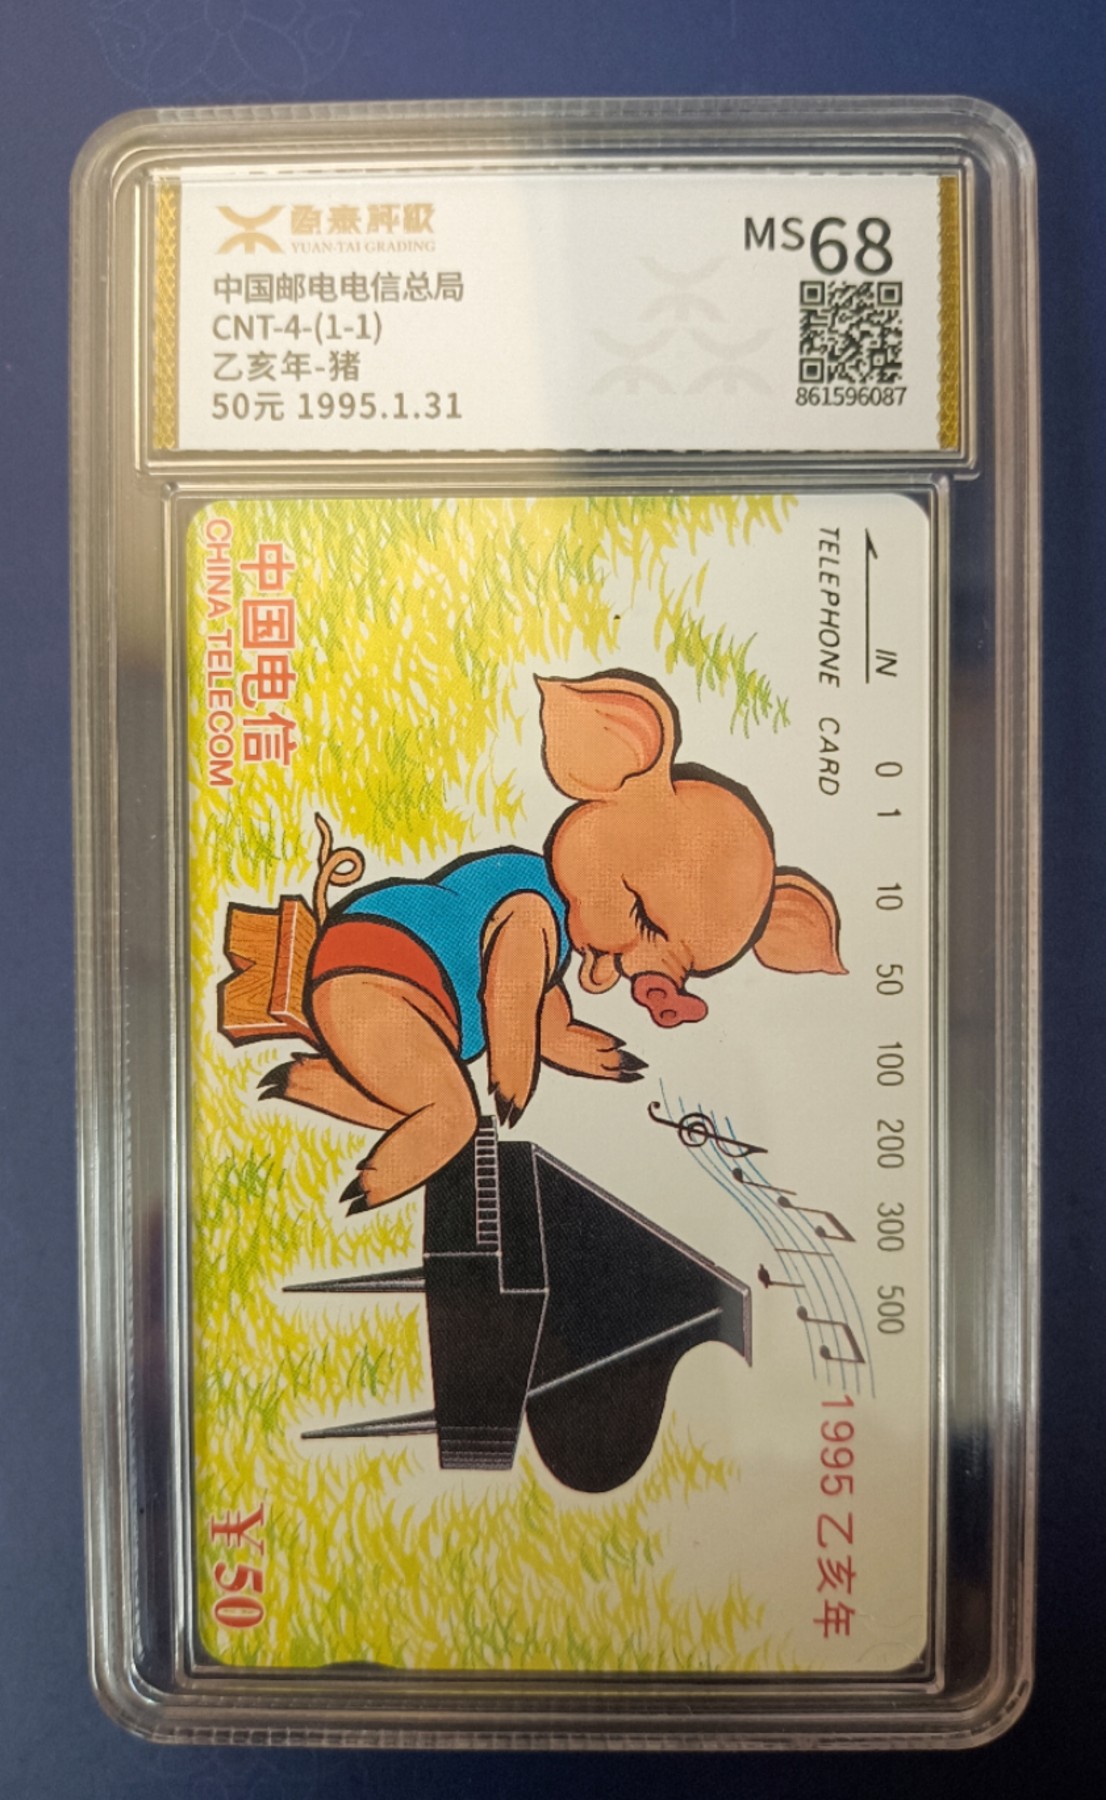 源泰評級
YUAN-TAI GRADING
中国邮电电信总局
CNT-4-(1-1)
乙亥年-猪
50元 1995.1.31
MS68
861596087
IN 0 1 10 50 100 200 300 500
TELEPHONE CARD
中国电信
CHINA TELECOM
1995 乙亥年
￥50